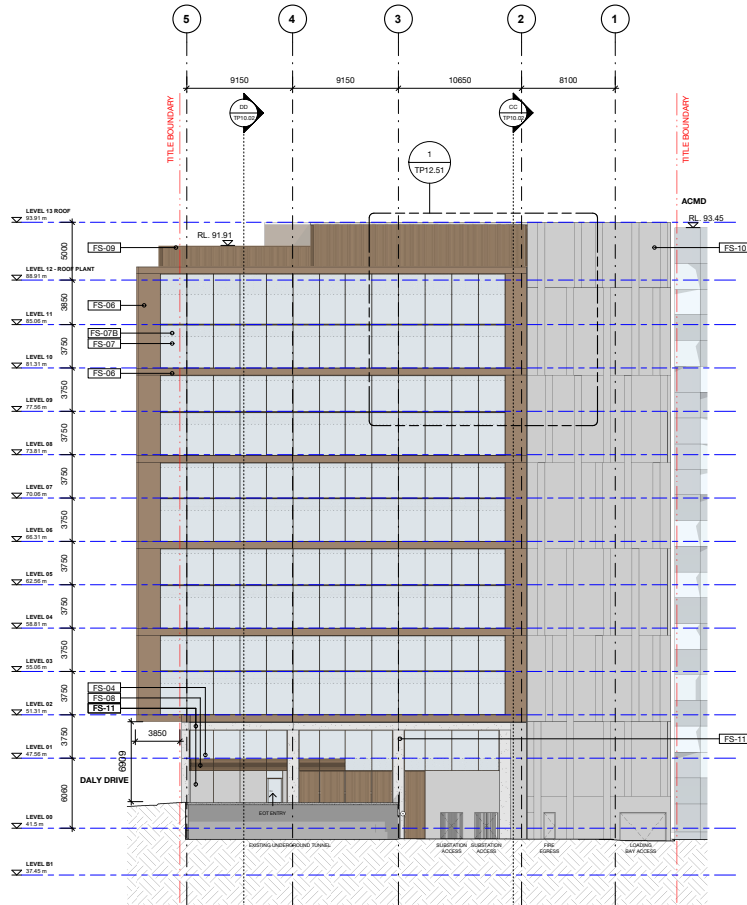 5
4
3
2
1
9150
9150
10650
8100
TITLE BOUNDARY
DD
TP10.02
CC
TP10.02
TITLE BOUNDARY
1
TP12.51
ACMD
RL. 93.45
LEVEL 13 ROOF
93.91 m
RL. 91.91
FS-09
FS-10
5000
LEVEL 12 - ROOF PLANT
88.91 m
FS-06
3850
LEVEL 11
85.06 m
FS-07B
FS-07
3750
LEVEL 10
81.31 m
FS-06
3750
LEVEL 09
77.56 m
3750
LEVEL 08
73.81 m
3750
LEVEL 07
70.06 m
3750
LEVEL 06
66.31 m
3750
LEVEL 05
62.56 m
3750
LEVEL 04
58.81 m
3750
LEVEL 03
55.06 m
3750
FS-04
FS-08
FS-11
LEVEL 02
51.31 m
3750
3850
FS-11
LEVEL 01
47.56 m
6939
DALY DRIVE
6060
EOT ENTRY
LEVEL 00
41.5 m
EXISTING UNDERGROUND TUNNEL
SUBSTATION
ACCESS
SUBSTATION
ACCESS
FIRE
EGRESS
LOADING
BAY ACCESS
LEVEL B1
37.45 m